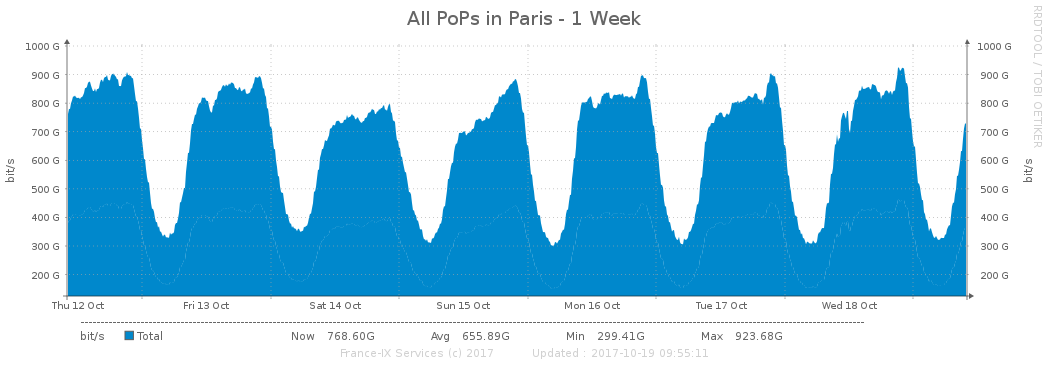 All PoPs in Paris - 1 Week
RRDTOOL / TOBI OETIKER
1000 G 1000 G
900 G 900 G
800 G 800 G
700 G 700 G
600 G 600 G
500 G 500 G
400 G 400 G
300 G 300 G
200 G 200 G
bit/s bit/s
Thu 12 Oct Fri 13 Oct Sat 14 Oct Sun 15 Oct Mon 16 Oct Tue 17 Oct Wed 18 Oct
bit/s Total Now 768.60G Avg 655.89G Min 299.41G Max 923.68G
France-IX Services (c) 2017 Updated : 2017-10-19 09:55:11